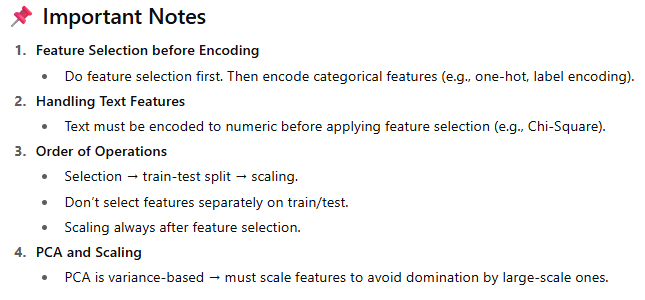 📌 Important Notes
1. Feature Selection before Encoding
• Do feature selection first. Then encode categorical features (e.g., one-hot, label encoding).
2. Handling Text Features
• Text must be encoded to numeric before applying feature selection (e.g., Chi-Square).
3. Order of Operations
• Selection → train-test split → scaling.
• Don’t select features separately on train/test.
• Scaling always after feature selection.
4. PCA and Scaling
• PCA is variance-based → must scale features to avoid domination by large-scale ones.